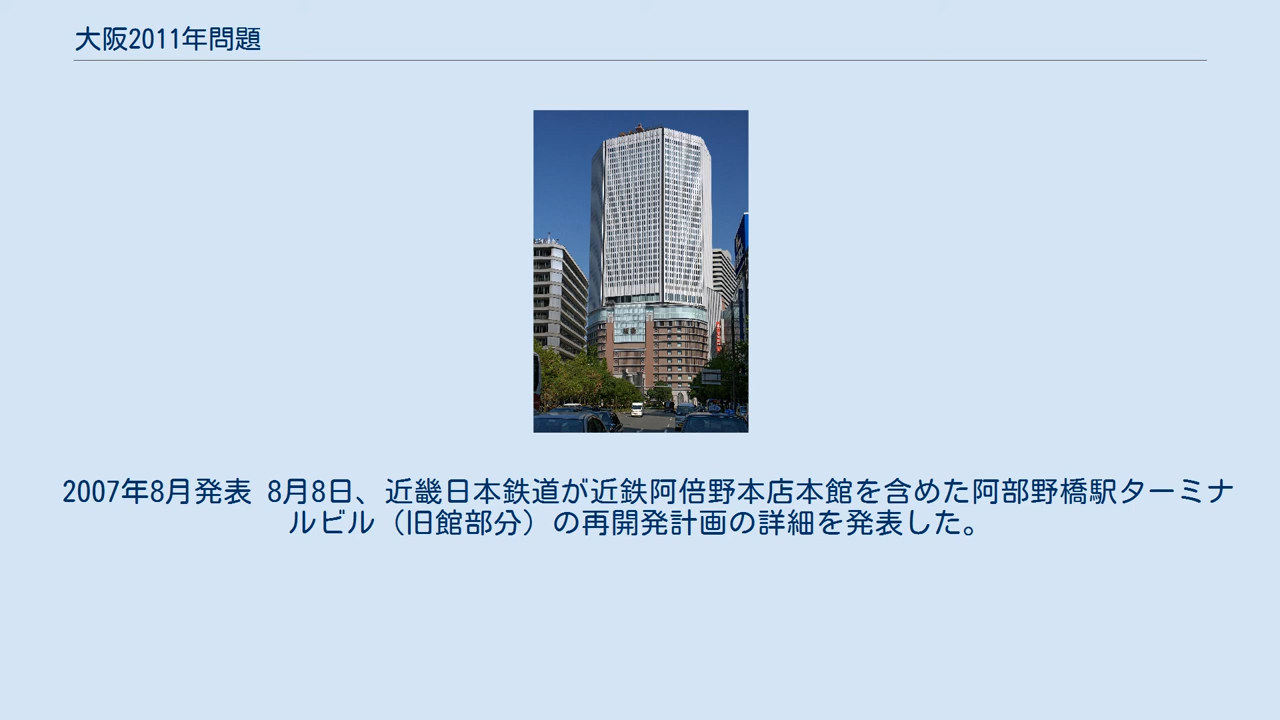 大阪2011年問題
2007年8月発表 8月8日、近畿日本鉄道が近鉄阿倍野本店本館を含めた阿部野橋駅ターミナ
ルビル（旧館部分）の再開発計画の詳細を発表した。